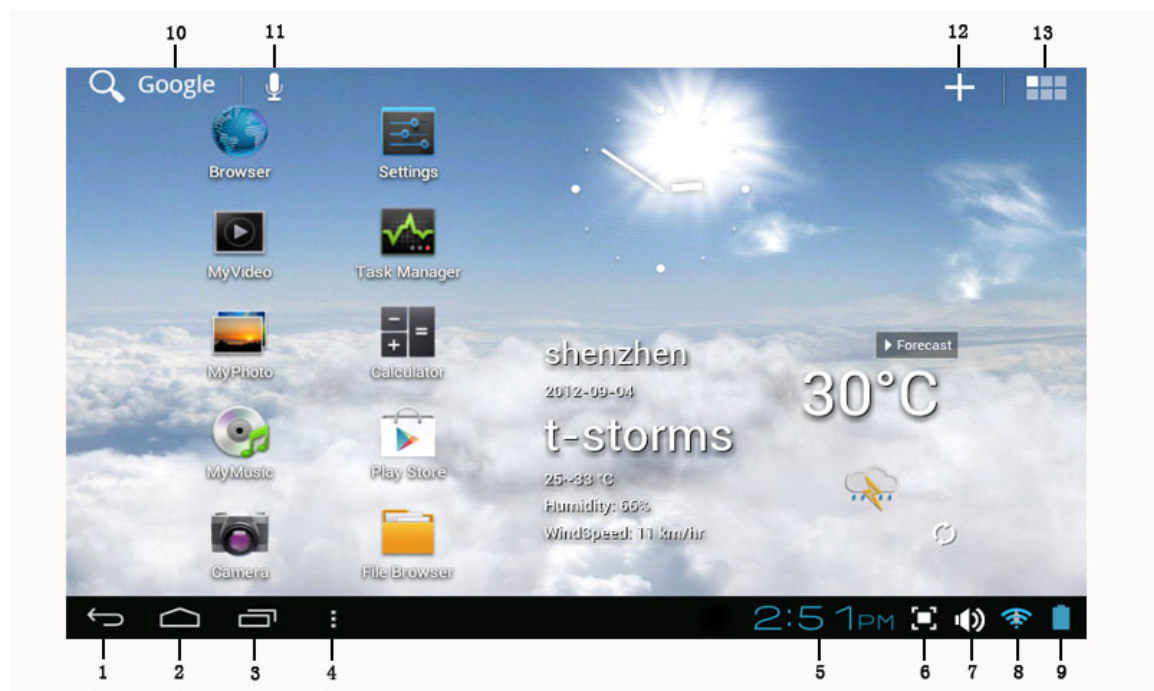 10 11 12 13
Google
Browser Settings
MyVideo Task Manager
MyPhoto Calculator
MyMusic Play Store
Camera File Browser
Forecast
shenzhen
30°C
2012-09-04
t-storms
25~33 °C
Humidity: 66%
WindSpeed: 11 km/hr
2:51PM
1 2 3 4 5 6 7 8 9